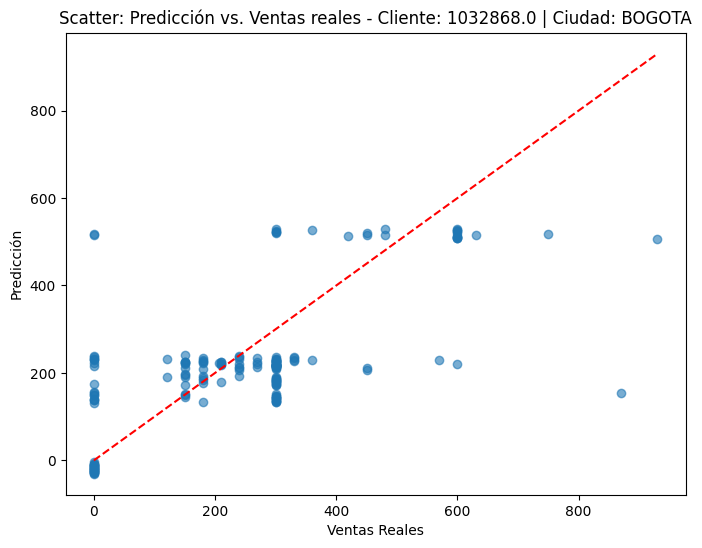 Scatter: Predicción vs. Ventas reales - Cliente: 1032868.0 | Ciudad: BOGOTA
Predicción
800
600
400
200
0
0 200 400 600 800
Ventas Reales